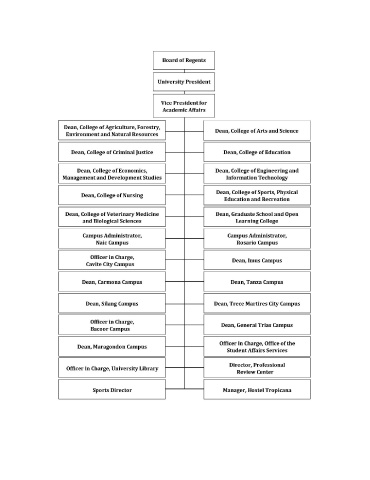 Board of Regents
University President
Vice President for
Academic Affairs
Dean, College of Agriculture, Forestry,
Environment and Natural Resources
Dean, College of Arts and Science
Dean, College of Criminal Justice
Dean, College of Education
Dean, College of Economics,
Management and Development Studies
Dean, College of Engineering and
Information Technology
Dean, College of Nursing
Dean, College of Sports, Physical
Education and Recreation
Dean, College of Veterinary Medicine
and Biological Sciences
Dean, Graduate School and Open
Learning College
Campus Administrator,
Naic Campus
Campus Administrator,
Rosario Campus
Officer in Charge,
Cavite City Campus
Dean, Imus Campus
Dean, Carmona Campus
Dean, Tanza Campus
Dean, Silang Campus
Dean, Trece Martires City Campus
Officer in Charge,
Bacoor Campus
Dean, General Trias Campus
Dean, Maragondon Campus
Officer in Charge, Office of the
Student Affairs Services
Officer in Charge, University Library
Director, Professional
Review Center
Sports Director
Manager, Hostel Tropicana